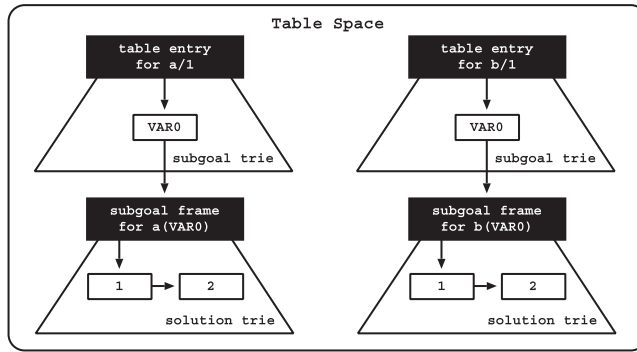 Table Space
table entry
for a/1
VAR0
subgoal trie
subgoal frame
for a(VAR0)
1
2
solution trie
table entry
for b/1
VAR0
subgoal trie
subgoal frame
for b(VAR0)
1
2
solution trie